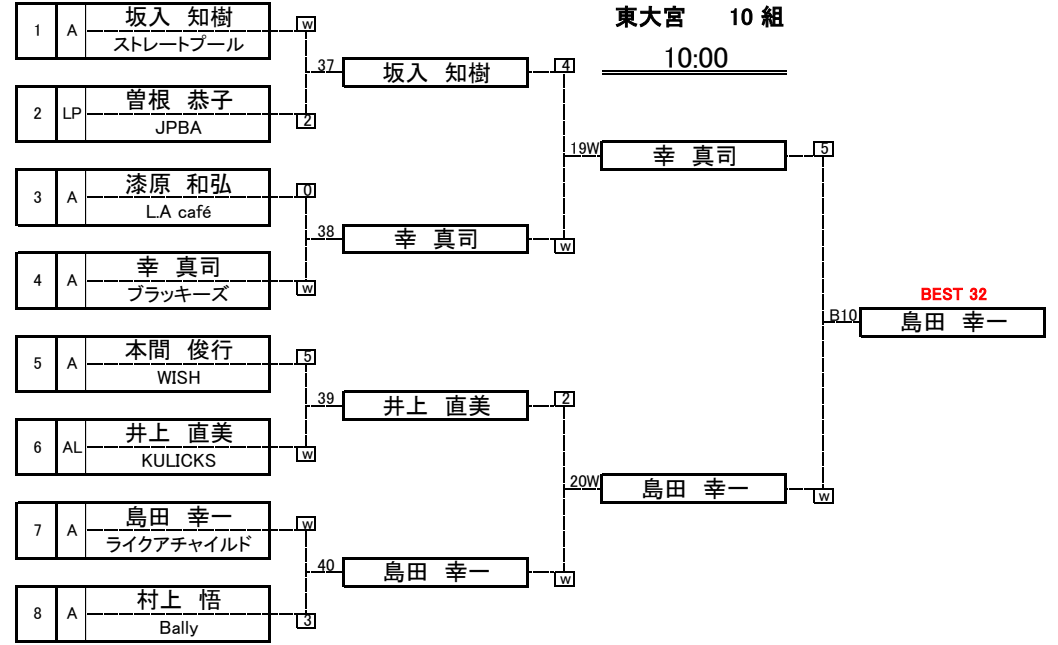 東大宮 10 組
10:00
1 A 坂入 知樹 w
ストレートプール
37 坂入 知樹 4
2 LP 曽根 恭子 2
JPBA
19W 幸 真司 5
3 A 漆原 和弘 0
L.A café
38 幸 真司 w
4 A 幸 真司 w
ブラッキーズ
BEST 32
B10 島田 幸一
5 A 本間 俊行 5
WISH
39 井上 直美 2
6 AL 井上 直美 w
KULICKS
20W 島田 幸一 w
7 A 島田 幸一 w
ライクアチャイルド
40 島田 幸一 w
8 A 村上 悟 3
Bally